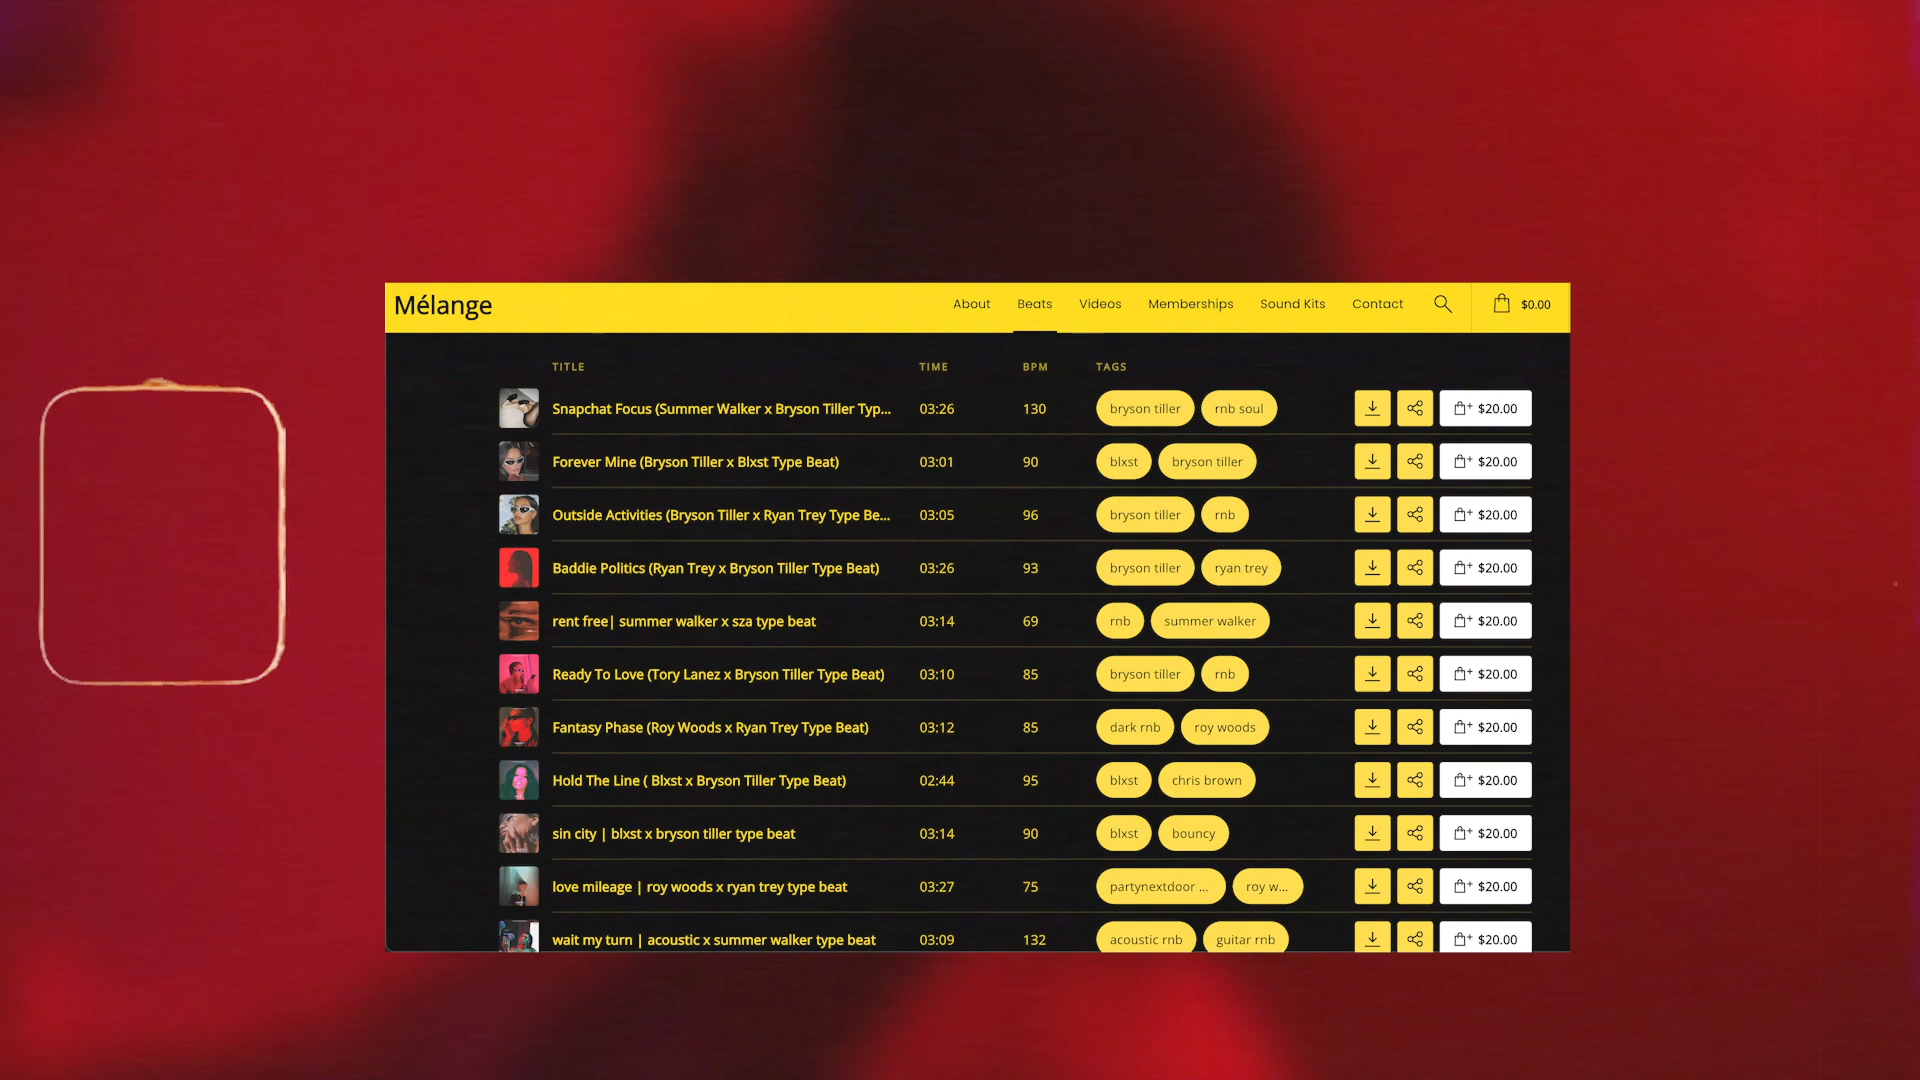 Mélange About Beats Videos Memberships Sound Kits Contact $0.00
TITLE TIME BPM TAGS
Snapchat Focus (Summer Walker x Bryson Tiller Typ... 03:26 130 bryson tiller rnb soul $20.00
Forever Mine (Bryson Tiller x Blxst Type Beat) 03:01 90 blxst bryson tiller $20.00
Outside Activities (Bryson Tiller x Ryan Trey Type Be... 03:05 96 bryson tiller rnb $20.00
Baddie Politics (Ryan Trey x Bryson Tiller Type Beat) 03:26 93 bryson tiller ryan trey $20.00
rent free| summer walker x sza type beat 03:14 69 rnb summer walker $20.00
Ready To Love (Tory Lanez x Bryson Tiller Type Beat) 03:10 85 bryson tiller rnb $20.00
Fantasy Phase (Roy Woods x Ryan Trey Type Beat) 03:12 85 dark rnb roy woods $20.00
Hold The Line ( Blxst x Bryson Tiller Type Beat) 02:44 95 blxst chris brown $20.00
sin city | blxst x bryson tiller type beat 03:14 90 blxst bouncy $20.00
love mileage | roy woods x ryan trey type beat 03:27 75 partynextdoor ... roy w... $20.00
wait my turn | acoustic x summer walker type beat 03:09 132 acoustic rnb guitar rnb $20.00